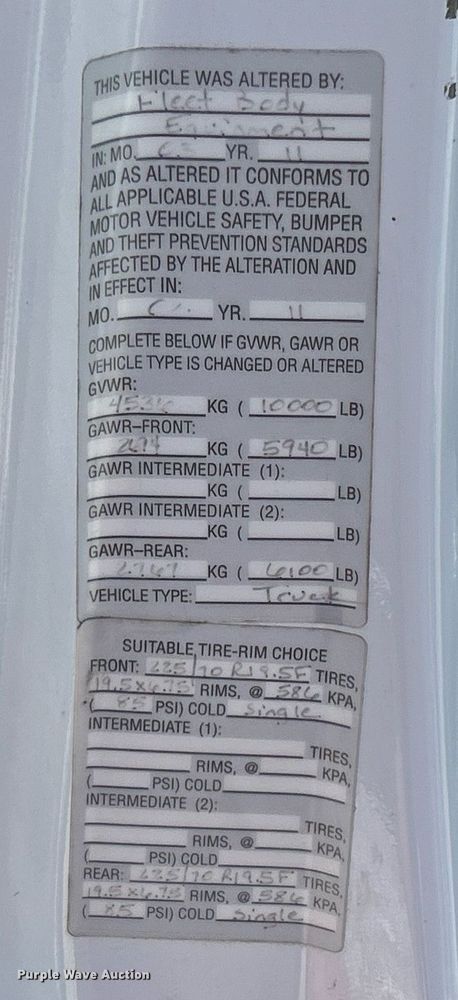 THIS VEHICLE WAS ALTERED BY:
Fleet Body
Equipment
IN: MO. YR. 11
AND AS ALTERED IT CONFORMS TO
ALL APPLICABLE U.S.A. FEDERAL
MOTOR VEHICLE SAFETY, BUMPER
AND THEFT PREVENTION STANDARDS
AFFECTED BY THE ALTERATION AND
IN EFFECT IN:
MO. YR. 11
COMPLETE BELOW IF GVWR, GAWR OR
VEHICLE TYPE IS CHANGED OR ALTERED
GVWR:
KG ( 10000 LB)
GAWR-FRONT:
KG ( 5940 LB)
GAWR INTERMEDIATE (1):
KG ( LB)
GAWR INTERMEDIATE (2):
KG ( LB)
GAWR-REAR:
2767 KG ( 6100 LB)
VEHICLE TYPE: Truck
SUITABLE TIRE-RIM CHOICE
FRONT: 225/70 R19.5F TIRES,
19.5x6.75 RIMS, @ 586 KPA,
( 85 PSI) COLD Single
INTERMEDIATE (1):
TIRES,
RIMS, @ KPA,
( PSI) COLD
INTERMEDIATE (2):
TIRES,
RIMS, @ KPA,
( PSI) COLD
REAR: 225/70 R19.5F TIRES,
19.5x6.75 RIMS, @ 586 KPA,
( 85 PSI) COLD Single
Purple Wave Auction